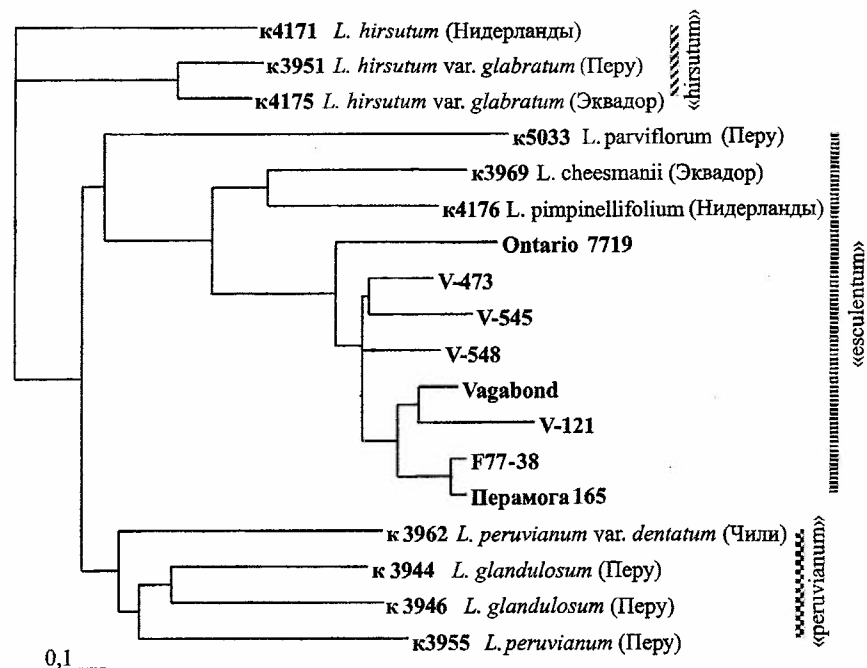 к4171 L. hirsutum (Нидерланды)
к3951 L. hirsutum var. glabratum (Перу)
к4175 L. hirsutum var. glabratum (Эквадор)
«hirsutum»
к5033 L. parviflorum (Перу)
к3969 L. cheesmanii (Эквадор)
к4176 L. pimpinellifolium (Нидерланды)
Ontario 7719
V-473
V-545
V-548
Vagabond
V-121
F77-38
Перамога 165
«esculentum»
к 3962 L. peruvianum var. dentatum (Чили)
к 3944 L. glandulosum (Перу)
к 3946 L. glandulosum (Перу)
к3955 L. peruvianum (Перу)
«peruvianum»
0,1